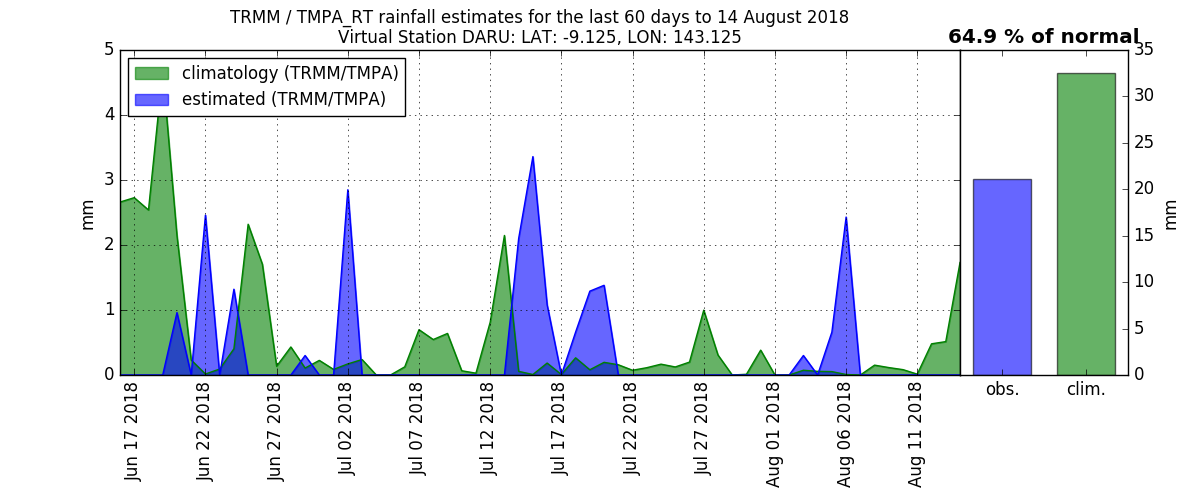 TRMM / TMPA_RT rainfall estimates for the last 60 days to 14 August 2018
Virtual Station DARU: LAT: -9.125, LON: 143.125
64.9 % of normal
climatology (TRMM/TMPA)
estimated (TRMM/TMPA)
5
4
3
2
1
0
mm
Jun 17 2018
Jun 22 2018
Jun 27 2018
Jul 02 2018
Jul 07 2018
Jul 12 2018
Jul 17 2018
Jul 22 2018
Jul 27 2018
Aug 01 2018
Aug 06 2018
Aug 11 2018
obs.
clim.
35
30
25
20
15
10
5
0
mm